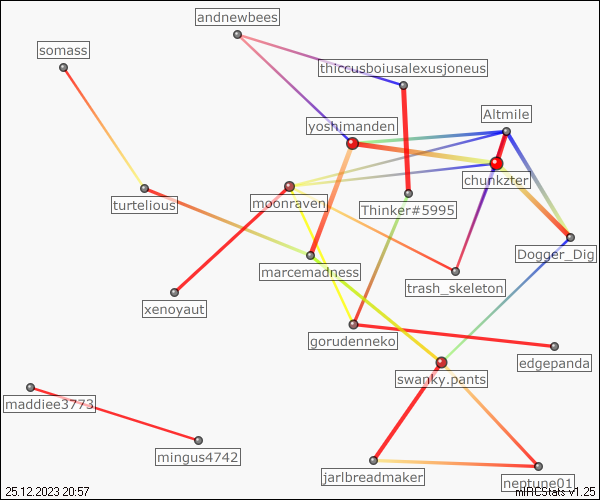 andnewbees
somass
thiccusboiusalexusjoneus
Altmile
yoshimanden
chunkzter
moonraven
Thinker#5995
turtelious
Dogger_Dig
marcemadness
trash_skeleton
xenoyaut
gorudenneko
edgepanda
swanky.pants
maddiee3773
mingus4742
jarlbreadmaker
neptune01
25.12.2023 20:57
mIRCStats v1.25